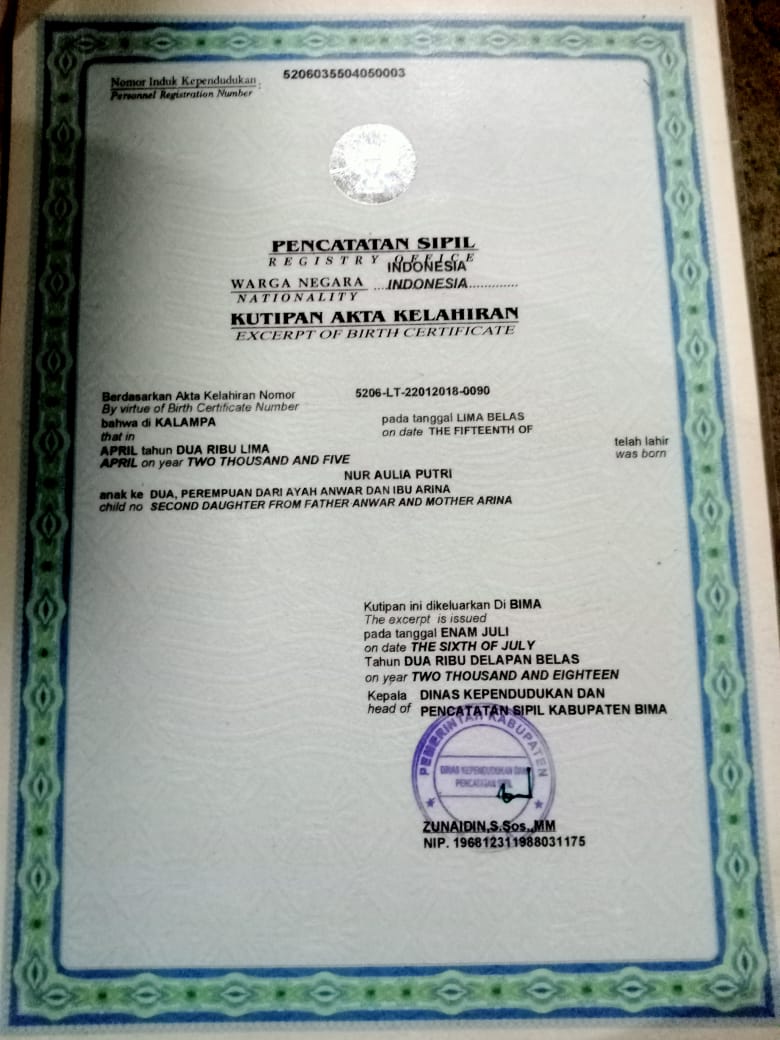 Nomor Induk Kependudukan : 5206035504050003
Personnel Registration Number
PENCATATAN SIPIL
REGISTRY OFFICE
INDONESIA
WARGA NEGARA ....INDONESIA.............
NATIONALITY
KUTIPAN AKTA KELAHIRAN
EXCERPT OF BIRTH CERTIFICATE
Berdasarkan Akta Kelahiran Nomor 5206-LT-22012018-0090
By virtue of Birth Certificate Number
bahwa di KALAMPA pada tanggal LIMA BELAS
that in on date THE FIFTEENTH OF
APRIL tahun DUA RIBU LIMA telah lahir
APRIL on year TWO THOUSAND AND FIVE was born
NUR AULIA PUTRI
anak ke DUA, PEREMPUAN DARI AYAH ANWAR DAN IBU ARINA
child no SECOND DAUGHTER FROM FATHER ANWAR AND MOTHER ARINA
Kutipan ini dikeluarkan Di BIMA
The excerpt is issued
pada tanggal ENAM JULI
on date THE SIXTH OF JULY
Tahun DUA RIBU DELAPAN BELAS
on year TWO THOUSAND AND EIGHTEEN
Kepala DINAS KEPENDUDUKAN DAN
head of PENCATATAN SIPIL KABUPATEN BIMA
PEMERINTAH KABUPATEN
DINAS KEPENDUDUKAN DAN
PENCATATAN SIPIL
ZUNAIDIN,S.Sos.,MM
NIP. 196812311988031175